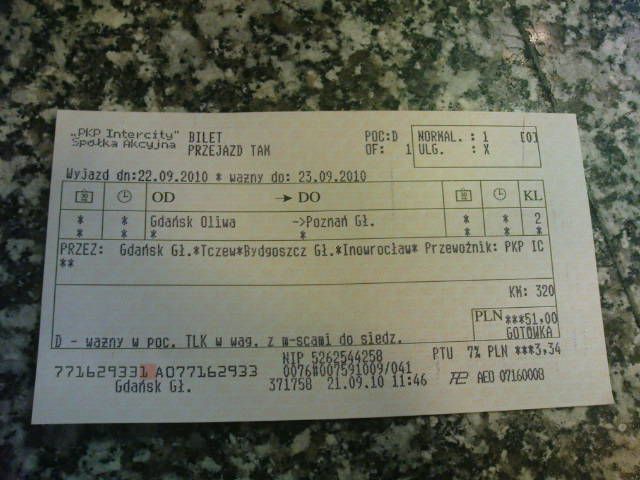 „PKP Intercity" BILET POC:D NORMAL. : 1 [0]
Spółka Akcyjna PRZEJAZD TAM OF: 1 ULG. : X
Wyjazd dn:22.09.2010 * ważny do: 23.09.2010
OD → DO KL
* * Gdańsk Oliwa ->Poznań Gł. * * 2
* * * * * * *
PRZEZ: Gdańsk Gł.*Tczew*Bydgoszcz Gł.*Inowrocław* Przewoźnik: PKP IC
**
KM: 320
PLN ***51,00
GOTÓWKA
D - ważny w poc. TLK w wag. z m-scami do siedz.
NIP 5262544258 PTU 7% PLN ***3,34
771629331 A077162933 0076#007591009/041
Gdańsk Gł. 371758 21.09.10 11:46 AEO 07160008